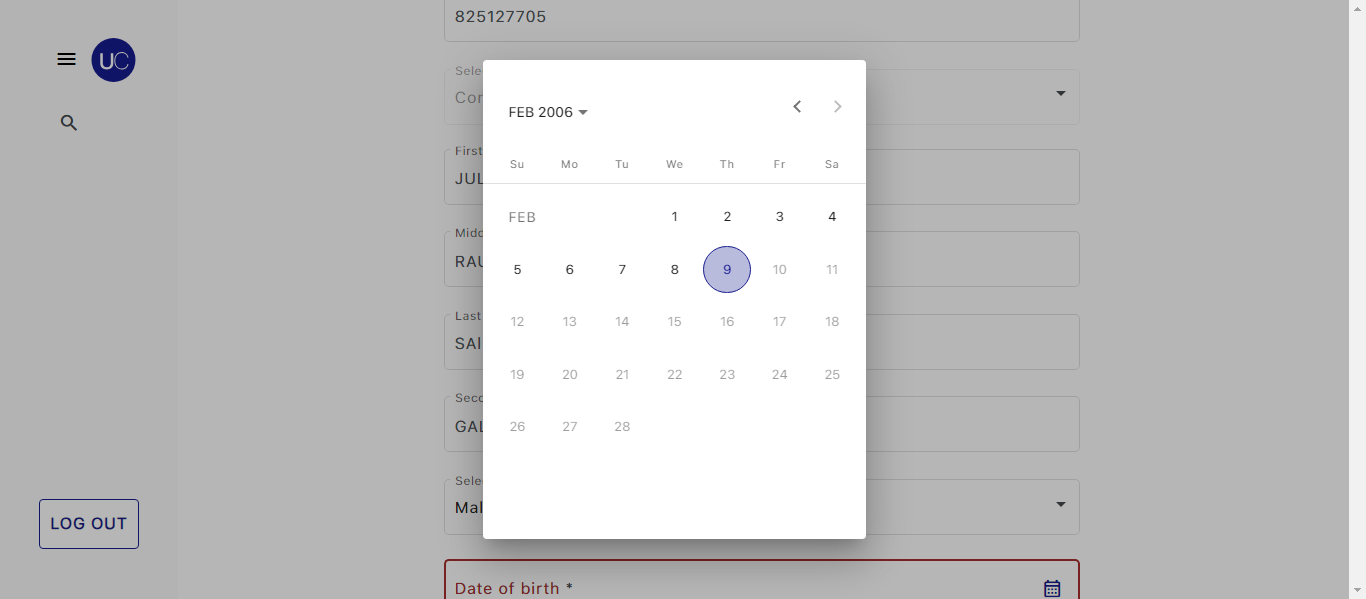 825127705
UC
Sele
Con
FEB 2006
Su Mo Tu We Th Fr Sa
First
JUL
FEB 1 2 3 4
Midd
RAU
5 6 7 8 9 10 11
12 13 14 15 16 17 18
Last
SAI
19 20 21 22 23 24 25
Seco
GAL
26 27 28
Sele
Mal
LOG OUT
Date of birth *